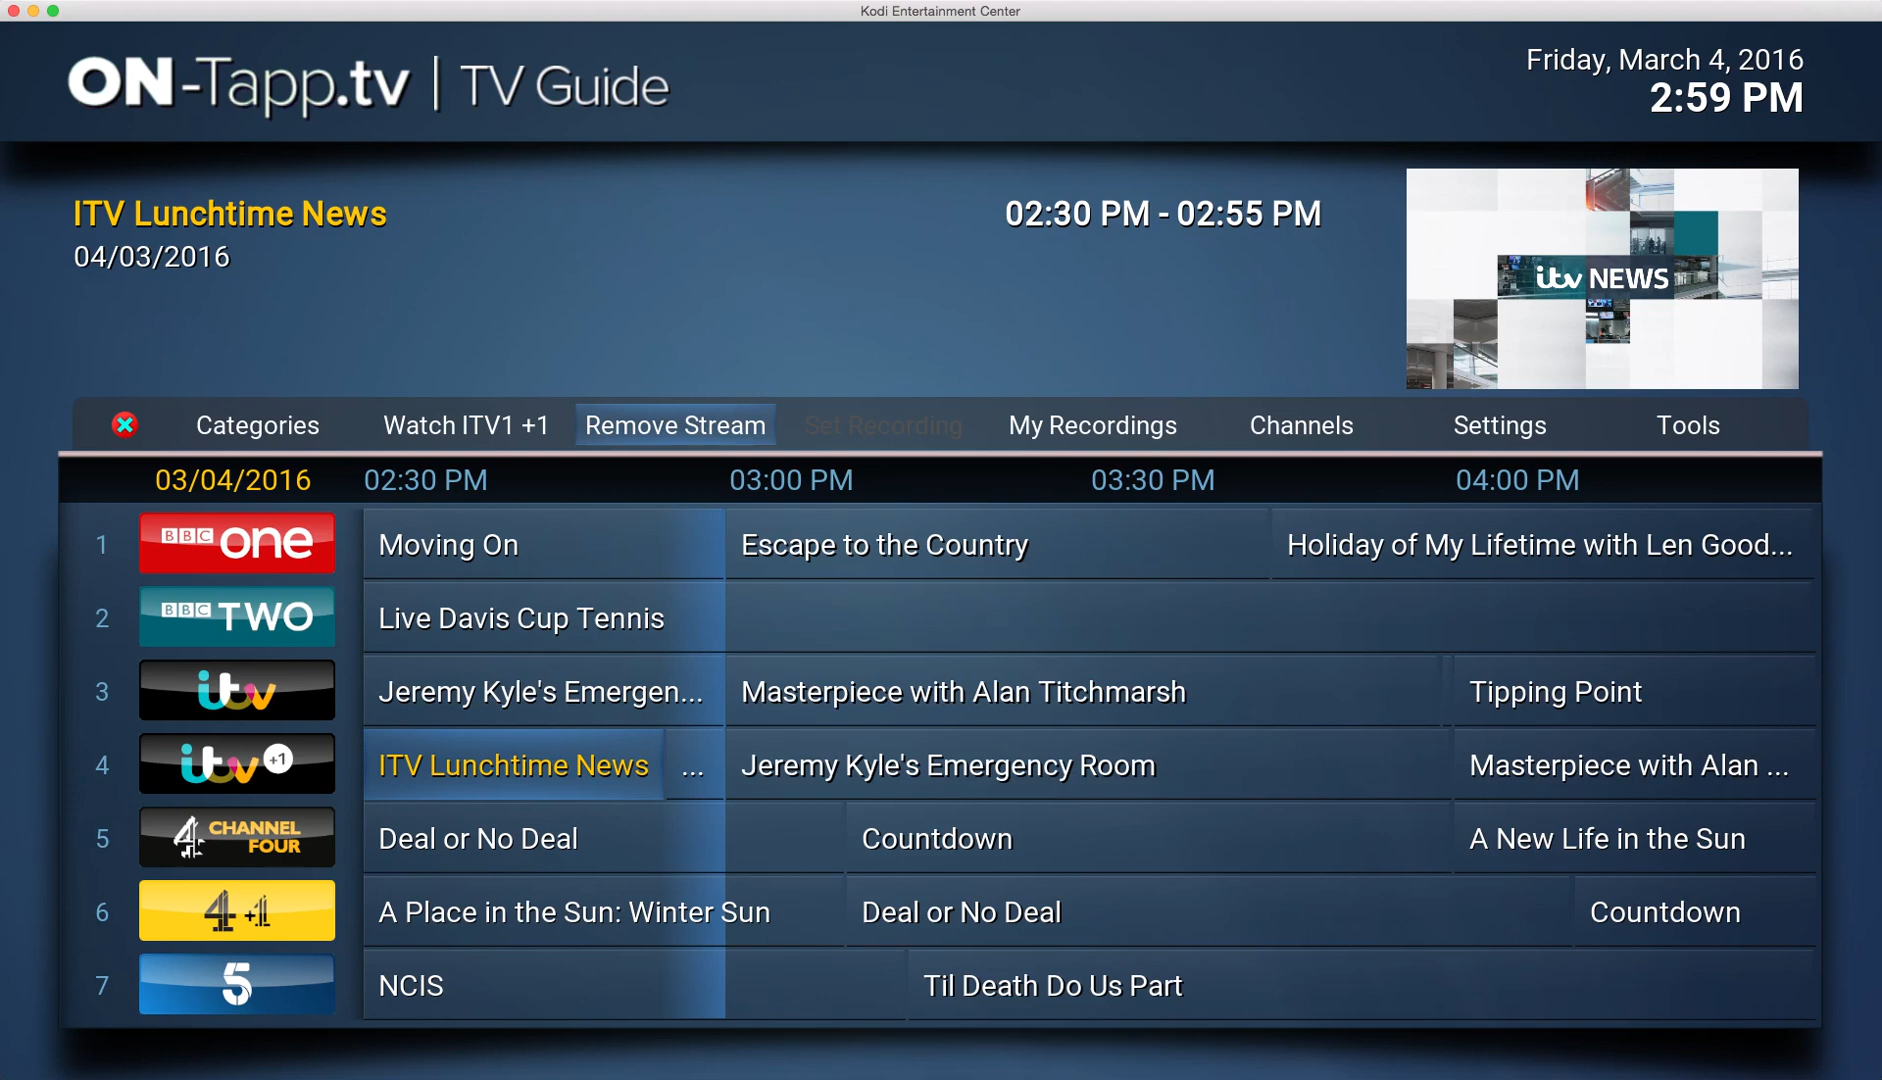 Kodi Entertainment Center
ON-Tapp.tv | TV Guide
Friday, March 4, 2016
2:59 PM
ITV Lunchtime News
02:30 PM - 02:55 PM
04/03/2016
itv NEWS
Categories Watch ITV1 +1 Remove Stream Set Recording My Recordings Channels Settings Tools
03/04/2016 02:30 PM 03:00 PM 03:30 PM 04:00 PM
1 BBC one Moving On Escape to the Country Holiday of My Lifetime with Len Good...
2 BBC TWO Live Davis Cup Tennis
3 itv Jeremy Kyle's Emergen... Masterpiece with Alan Titchmarsh Tipping Point
4 itv +1 ITV Lunchtime News ... Jeremy Kyle's Emergency Room Masterpiece with Alan ...
5 4 CHANNEL FOUR Deal or No Deal Countdown A New Life in the Sun
6 4 +1 A Place in the Sun: Winter Sun Deal or No Deal Countdown
7 5 NCIS Til Death Do Us Part